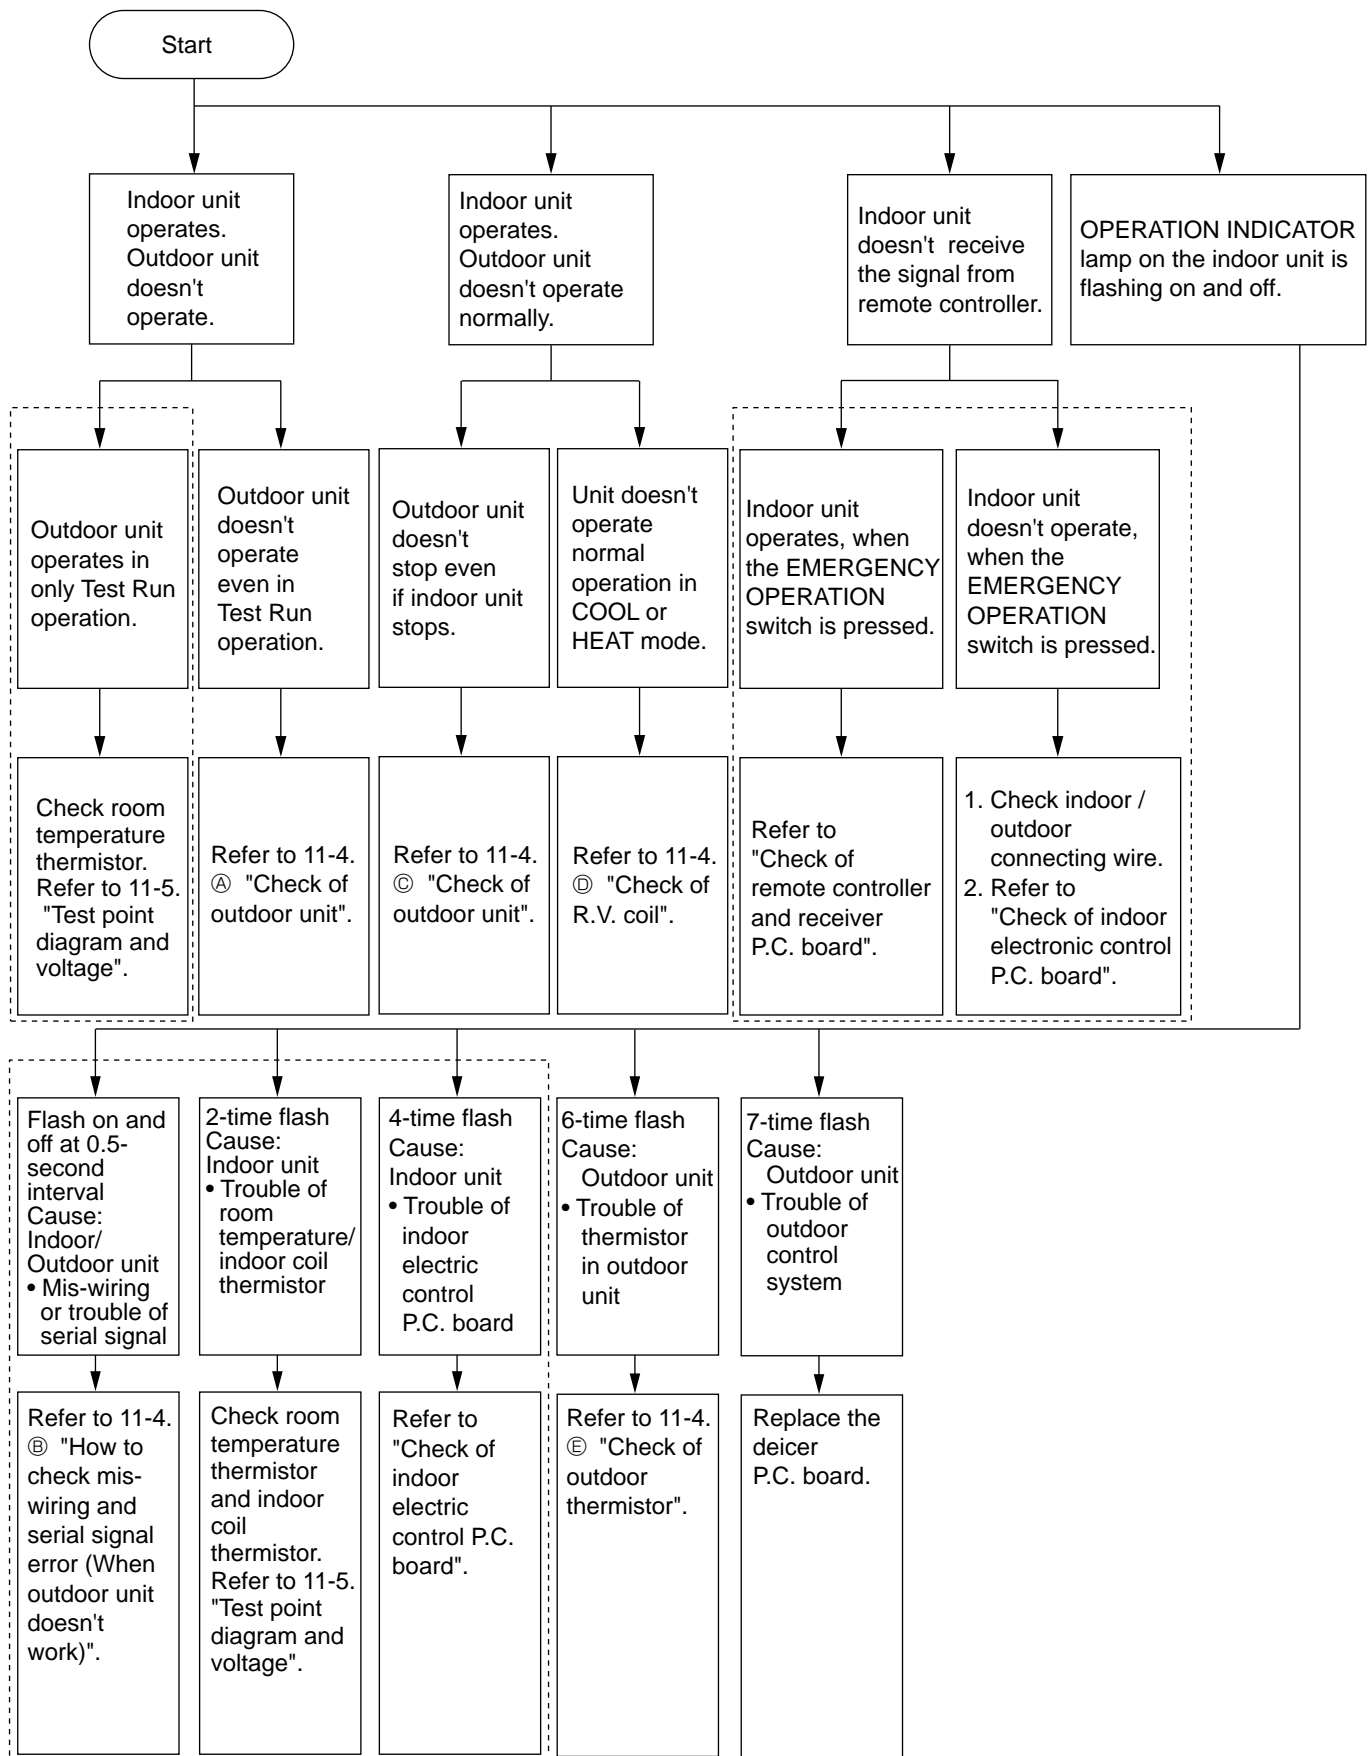 Start
Indoor unit
operates.
Outdoor unit
doesn't
operate.
Indoor unit
operates.
Outdoor unit
doesn't operate
normally.
Indoor unit
doesn't receive
the signal from
remote controller.
OPERATION INDICATOR
lamp on the indoor unit is
flashing on and off.
Outdoor unit
operates in
only Test Run
operation.
Outdoor unit
doesn't
operate
even in
Test Run
operation.
Outdoor unit
doesn't
stop even
if indoor unit
stops.
Unit doesn't
operate
normal
operation in
COOL or
HEAT mode.
Indoor unit
operates, when
the EMERGENCY
OPERATION
switch is pressed.
Indoor unit
doesn't operate,
when the
EMERGENCY
OPERATION
switch is pressed.
Check room
temperature
thermistor.
Refer to 11-5.
"Test point
diagram and
voltage".
Refer to 11-4.
Ⓐ "Check of
outdoor unit".
Refer to 11-4.
Ⓒ "Check of
outdoor unit".
Refer to 11-4.
Ⓓ "Check of
R.V. coil".
Refer to
"Check of
remote controller
and receiver
P.C. board".
1. Check indoor /
outdoor
connecting wire.
2. Refer to
"Check of indoor
electronic control
P.C. board".
Flash on and
off at 0.5-
second
interval
Cause:
Indoor/
Outdoor unit
• Mis-wiring
or trouble of
serial signal
2-time flash
Cause:
Indoor unit
• Trouble of
room
temperature/
indoor coil
thermistor
4-time flash
Cause:
Indoor unit
• Trouble of
indoor
electric
control
P.C. board
6-time flash
Cause:
Outdoor unit
• Trouble of
thermistor
in outdoor
unit
7-time flash
Cause:
Outdoor unit
• Trouble of
outdoor
control
system
Refer to 11-4.
Ⓑ "How to
check mis-
wiring and
serial signal
error (When
outdoor unit
doesn't
work)".
Check room
temperature
thermistor
and indoor
coil
thermistor.
Refer to 11-5.
"Test point
diagram and
voltage".
Refer to
"Check of
indoor
electric
control P.C.
board".
Refer to 11-4.
Ⓔ "Check of
outdoor
thermistor".
Replace the
deicer
P.C. board.